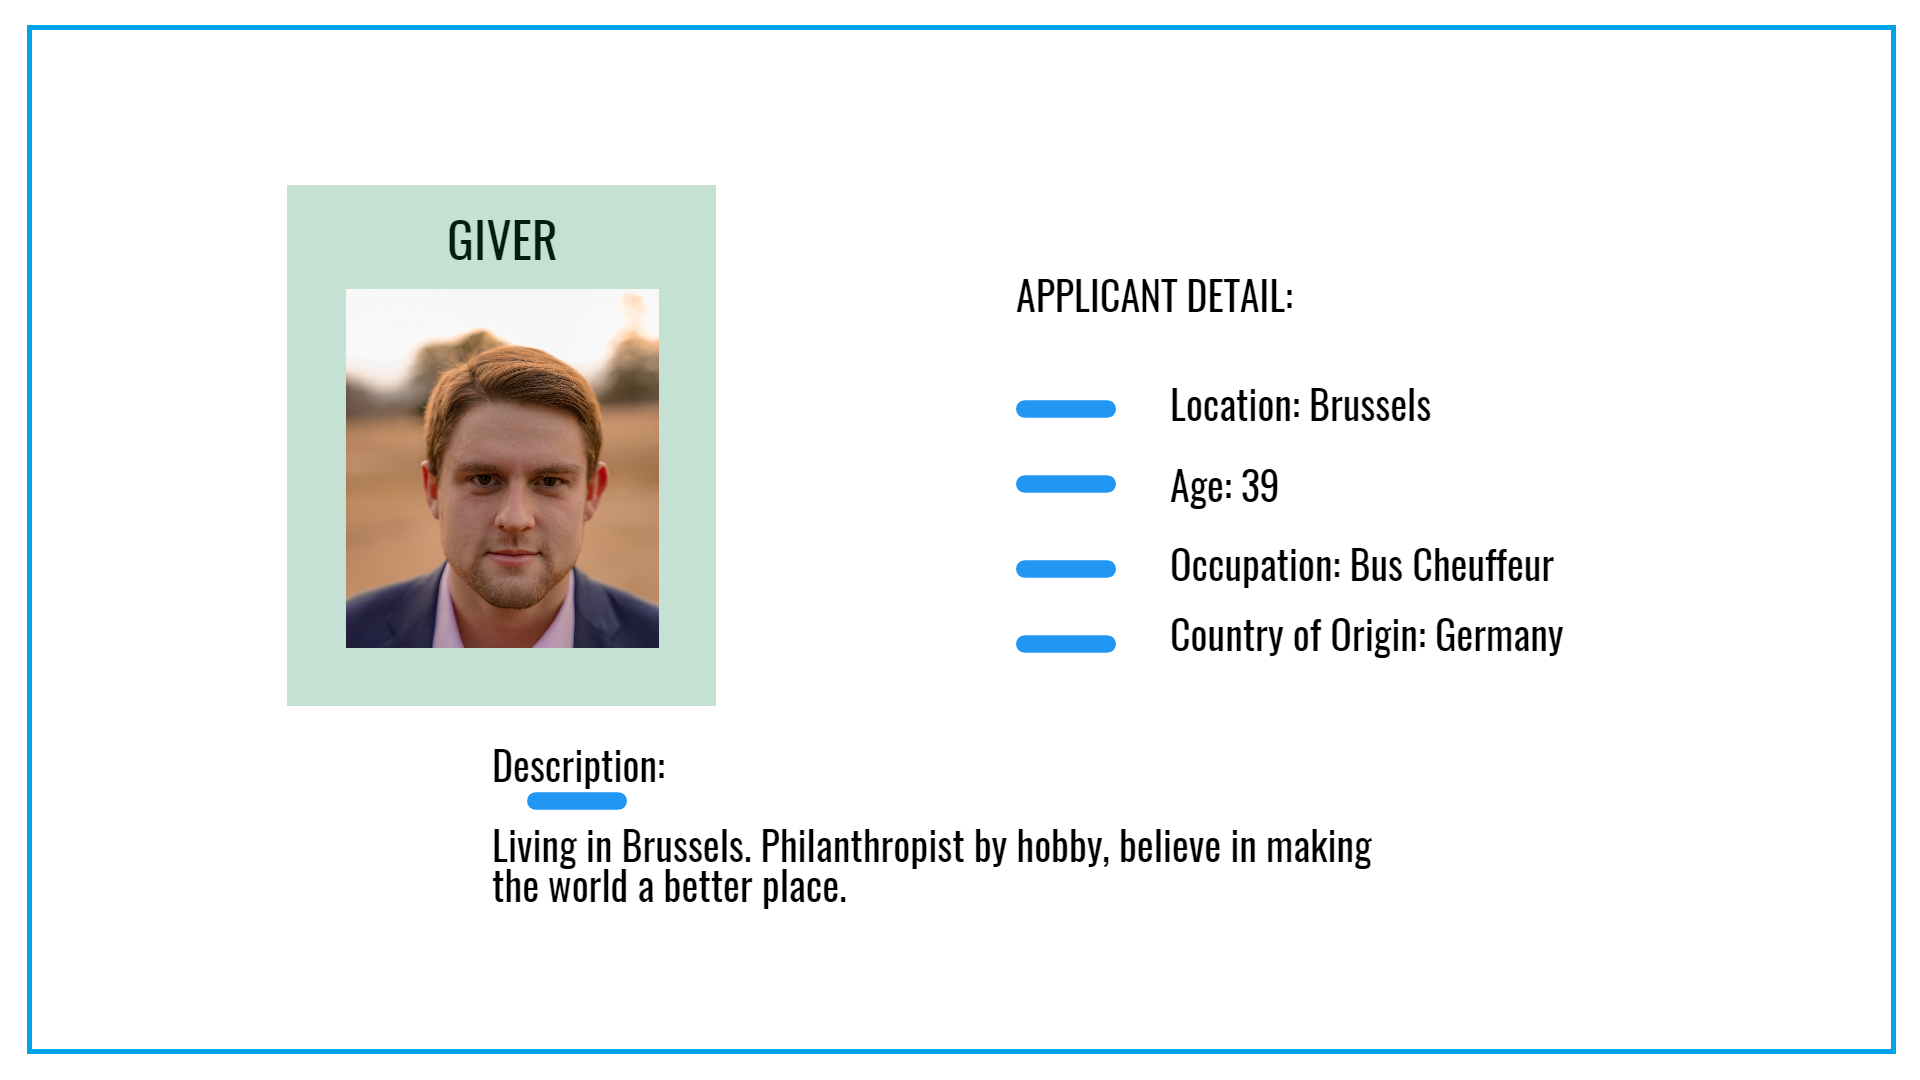 GIVER
APPLICANT DETAIL:
Location: Brussels
Age: 39
Occupation: Bus Cheuffeur
Country of Origin: Germany
Description:
Living in Brussels. Philanthropist by hobby, believe in making
the world a better place.